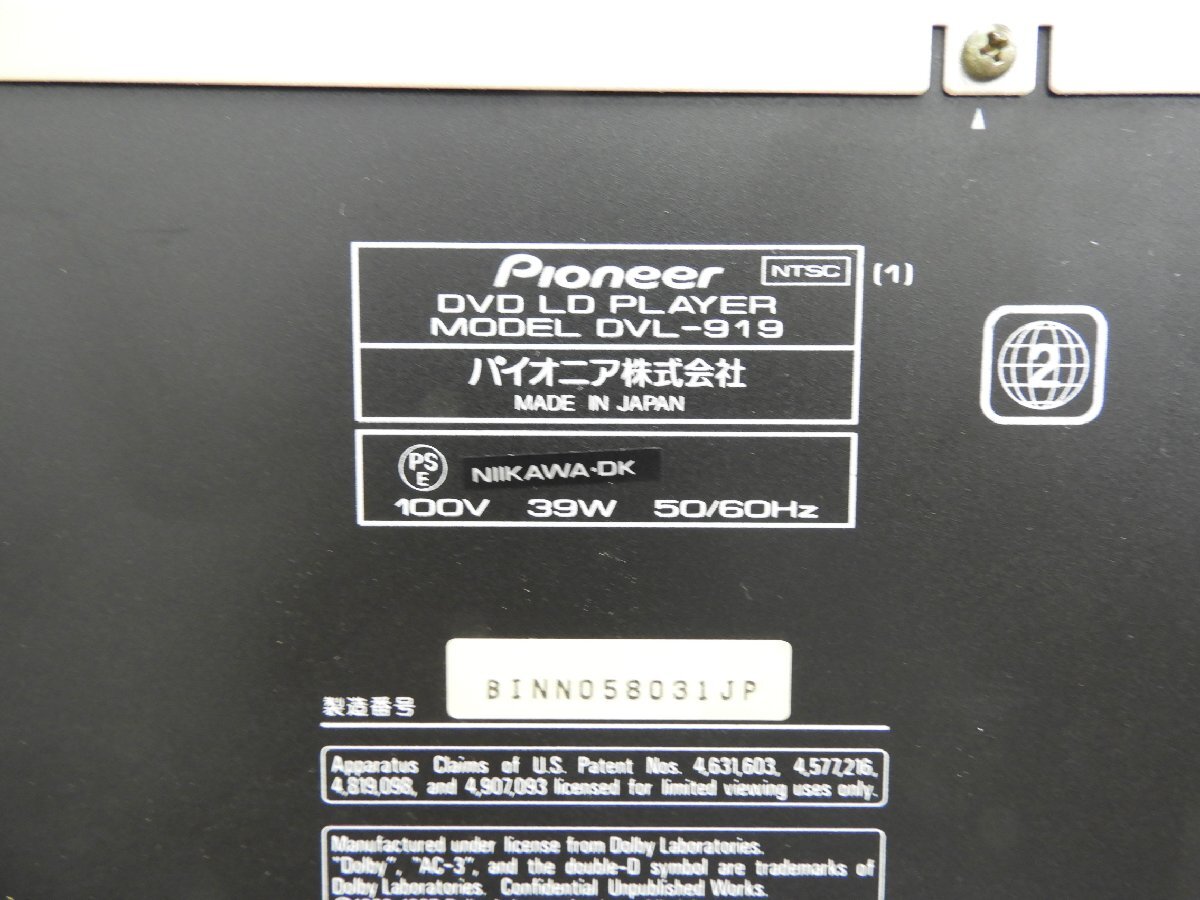 Pioneer NTSC (1)
DVD LD PLAYER
MODEL DVL-919
パイオニア株式会社
MADE IN JAPAN
2
PS E NIIKAWA・DK
100V 39W 50/60Hz
BINN058031JP
製造番号
Apparatus Claims of U.S. Patent Nos. 4,631,603, 4,577,216,
4,819,098, and 4,907,093 licensed for limited viewing uses only.
Manufactured under license from Dolby Laboratories.
"Dolby", "AC-3", and the double-D symbol are trademarks of
Dolby Laboratories. Confidential Unpublished Works.